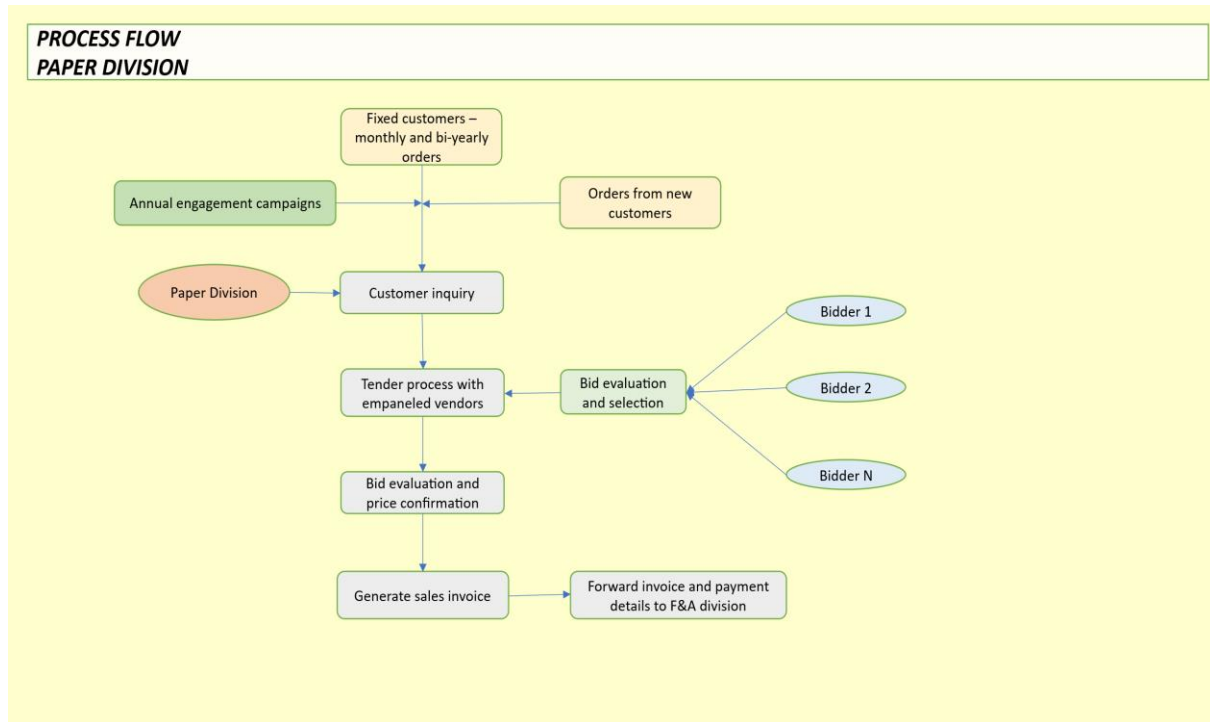 PROCESS FLOW
PAPER DIVISION
Fixed customers –
monthly and bi-yearly
orders
Annual engagement campaigns
Orders from new
customers
Paper Division
Customer inquiry
Bidder 1
Tender process with
empaneled vendors
Bid evaluation
and selection
Bidder 2
Bidder N
Bid evaluation and
price confirmation
Generate sales invoice
Forward invoice and payment
details to F&A division